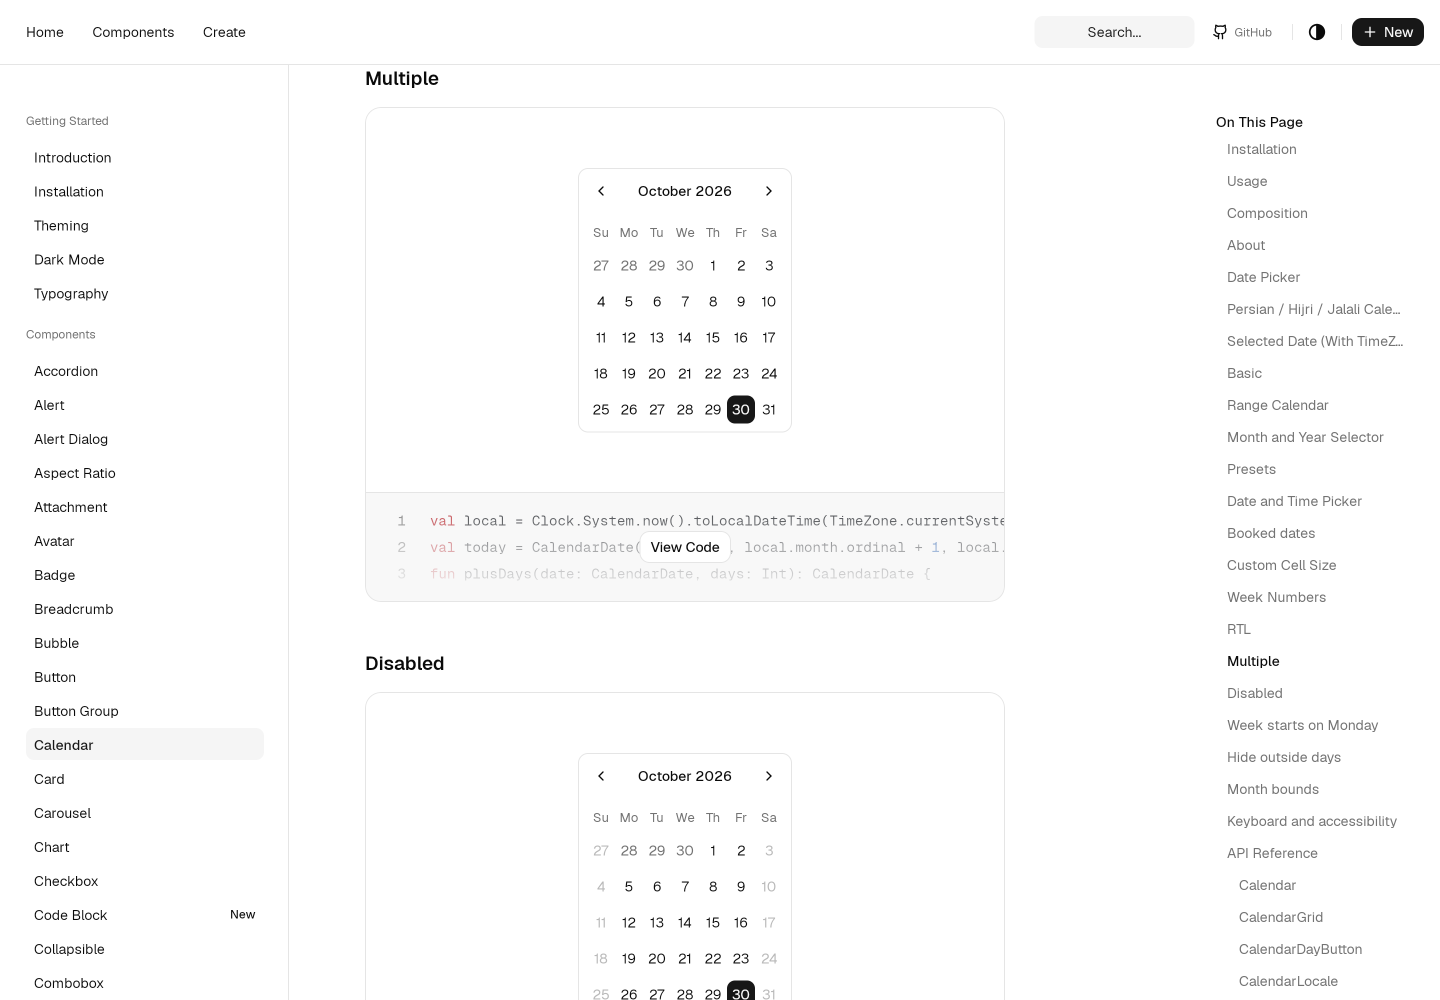 Home Components Create Search... GitHub New
Getting Started
Introduction
Installation
Theming
Dark Mode
Typography
Components
Accordion
Alert
Alert Dialog
Aspect Ratio
Attachment
Avatar
Badge
Breadcrumb
Bubble
Button
Button Group
Calendar
Card
Carousel
Chart
Checkbox
Code Block New
Collapsible
Combobox
Multiple
October 2026
Su Mo Tu We Th Fr Sa
27 28 29 30 1 2 3
4 5 6 7 8 9 10
11 12 13 14 15 16 17
18 19 20 21 22 23 24
25 26 27 28 29 30 31
1 val local = Clock.System.now().toLocalDateTime(TimeZone.currentSyste
2 val today = CalendarDate( View Code , local.month.ordinal + 1, local.
3 fun plusDays(date: CalendarDate, days: Int): CalendarDate {
Disabled
October 2026
Su Mo Tu We Th Fr Sa
27 28 29 30 1 2 3
4 5 6 7 8 9 10
11 12 13 14 15 16 17
18 19 20 21 22 23 24
25 26 27 28 29 30 31
On This Page
Installation
Usage
Composition
About
Date Picker
Persian / Hijri / Jalali Cale...
Selected Date (With TimeZ...
Basic
Range Calendar
Month and Year Selector
Presets
Date and Time Picker
Booked dates
Custom Cell Size
Week Numbers
RTL
Multiple
Disabled
Week starts on Monday
Hide outside days
Month bounds
Keyboard and accessibility
API Reference
Calendar
CalendarGrid
CalendarDayButton
CalendarLocale